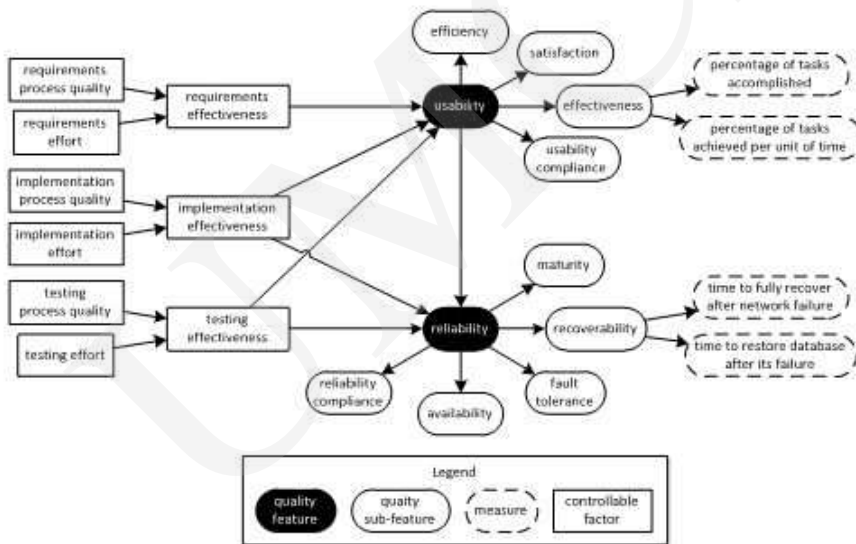 efficiency
satisfaction
percentage of tasks
accomplished
requirements
process quality
requirements
effectiveness
usability
effectiveness
requirements
effort
percentage of tasks
achieved per unit of time
usability
compliance
implementation
process quality
implementation
effectiveness
implementation
effort
maturity
time to fully recover
after network failure
testing
process quality
testing
effectiveness
reliability
recoverability
testing effort
time to restore database
after its failure
reliability
compliance
fault
tolerance
availability
Legend
quality
feature
quaity
sub-feature
measure
controllable
factor